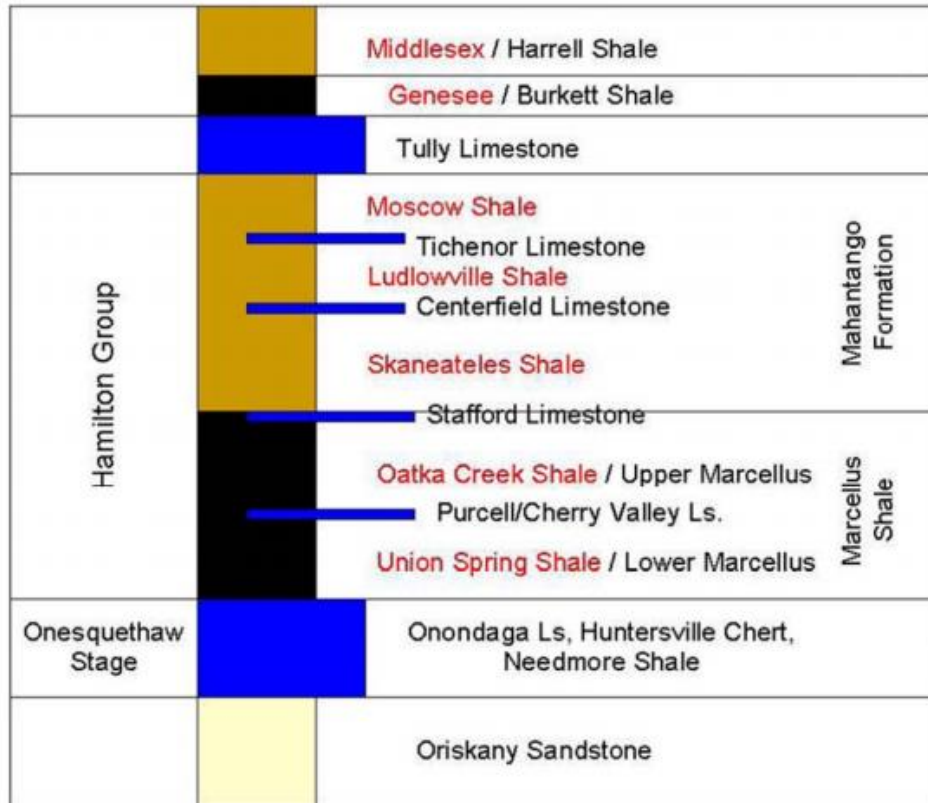 Middlesex / Harrell Shale
Genesee / Burkett Shale
Tully Limestone
Hamilton Group
Moscow Shale
Tichenor Limestone
Ludlowville Shale
Centerfield Limestone
Skaneateles Shale
Mahantango
Formation
Stafford Limestone
Oatka Creek Shale / Upper Marcellus
Purcell/Cherry Valley Ls.
Union Spring Shale / Lower Marcellus
Marcellus
Shale
Onesquethaw
Stage
Onondaga Ls, Huntersville Chert,
Needmore Shale
Oriskany Sandstone